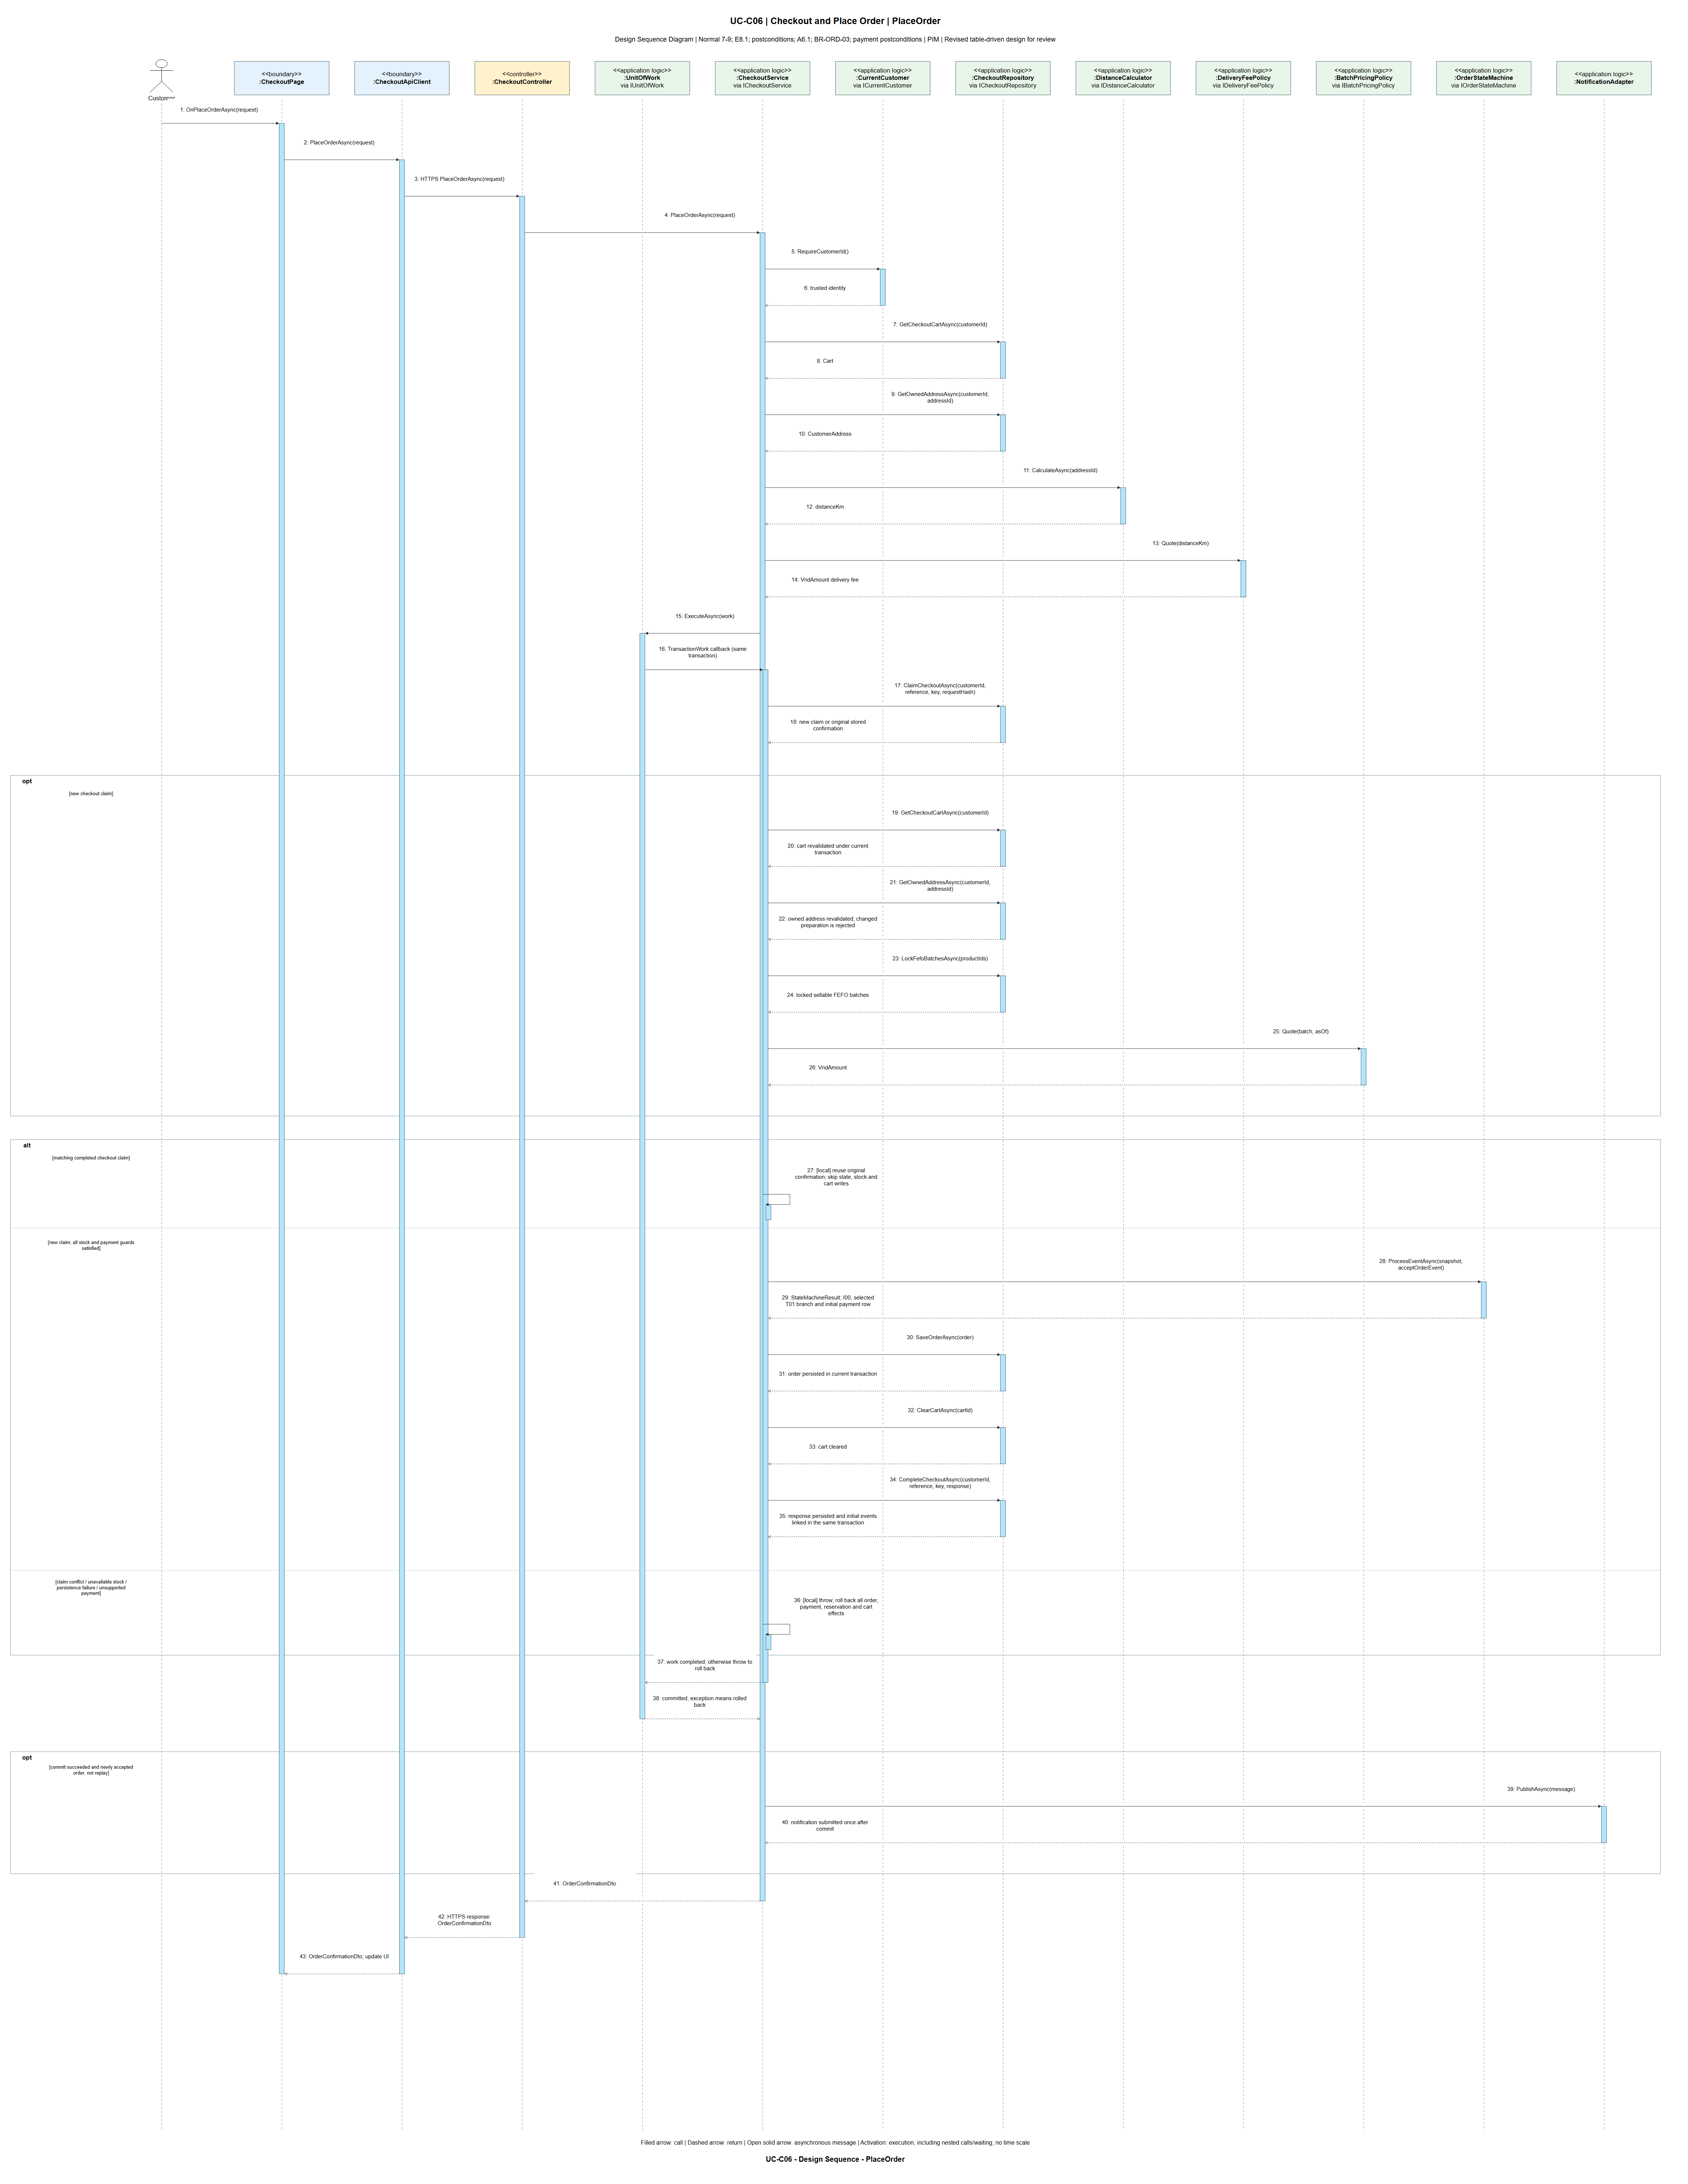 UC-C06 | Checkout and Place Order | PlaceOrder
Design Sequence Diagram | Normal 7-9; E8.1; postconditions; A6.1; BR-ORD-03; payment postconditions | PIM | Revised table-driven design for review
Customer
<<boundary>>
:CheckoutPage
<<boundary>>
:CheckoutApiClient
<<controller>>
:CheckoutController
<<application logic>>
:UnitOfWork
via IUnitOfWork
<<application logic>>
:CheckoutService
via ICheckoutService
<<application logic>>
:CurrentCustomer
via ICurrentCustomer
<<application logic>>
:CheckoutRepository
via ICheckoutRepository
<<application logic>>
:DistanceCalculator
via IDistanceCalculator
<<application logic>>
:DeliveryFeePolicy
via IDeliveryFeePolicy
<<application logic>>
:BatchPricingPolicy
via IBatchPricingPolicy
<<application logic>>
:OrderStateMachine
via IOrderStateMachine
<<application logic>>
:NotificationAdapter
1: OnPlaceOrderAsync(request)
2: PlaceOrderAsync(request)
3: HTTPS PlaceOrderAsync(request)
4: PlaceOrderAsync(request)
5: RequireCustomerId()
6: trusted identity
7: GetCheckoutCartAsync(customerId)
8: Cart
9: GetOwnedAddressAsync(customerId,
addressId)
10: CustomerAddress
11: CalculateAsync(addressId)
12: distanceKm
13: Quote(distanceKm)
14: VndAmount delivery fee
15: ExecuteAsync(work)
16: TransactionWork callback (same
transaction)
17: ClaimCheckoutAsync(customerId,
reference, key, requestHash)
18: new claim or original stored
confirmation
opt
[new checkout claim]
19: GetCheckoutCartAsync(customerId)
20: cart revalidated under current
transaction
21: GetOwnedAddressAsync(customerId,
addressId)
22: owned address revalidated; changed
preparation is rejected
23: LockFefoBatchesAsync(productIds)
24: locked sellable FEFO batches
25: Quote(batch, asOf)
26: VndAmount
alt
[matching completed checkout claim]
27: [local] reuse original
confirmation; skip state, stock and
cart writes
[new claim; all stock and payment guards
satisfied]
28: ProcessEventAsync(snapshot,
acceptOrderEvent)
29: StateMachineResult; I00, selected
T01 branch and initial payment row
30: SaveOrderAsync(order)
31: order persisted in current transaction
32: ClearCartAsync(cartId)
33: cart cleared
34: CompleteCheckoutAsync(customerId,
reference, key, response)
35: response persisted and initial events
linked in the same transaction
[claim conflict / unavailable stock /
persistence failure / unsupported
payment]
36: [local] throw; roll back all order,
payment, reservation and cart
effects
37: work completed; otherwise throw to
roll back
38: committed; exception means rolled
back
opt
[commit succeeded and newly accepted
order; not replay]
39: PublishAsync(message)
40: notification submitted once after
commit
41: OrderConfirmationDto
42: HTTPS response:
OrderConfirmationDto
43: OrderConfirmationDto; update UI
Filled arrow: call | Dashed arrow: return | Open solid arrow: asynchronous message | Activation: execution, including nested calls/waiting; no time scale
UC-C06 - Design Sequence - PlaceOrder